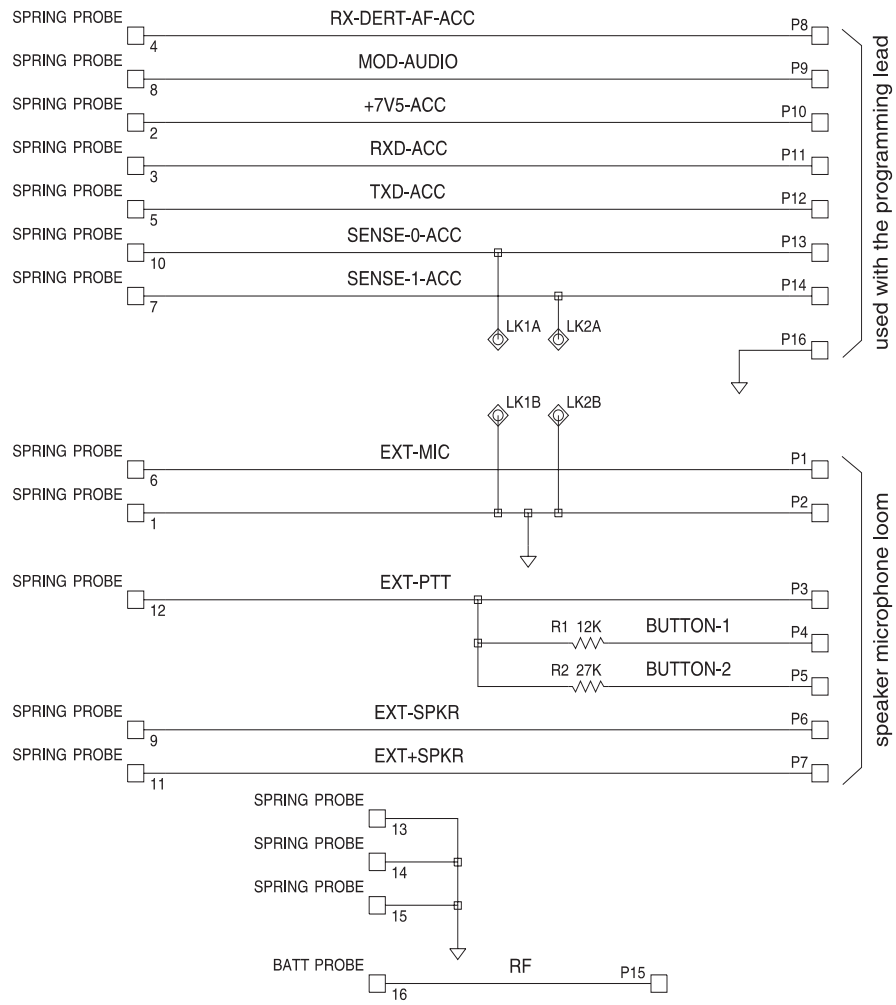 SPRING PROBE 4 RX-DERT-AF-ACC P8
SPRING PROBE 8 MOD-AUDIO P9
SPRING PROBE 2 +7V5-ACC P10
SPRING PROBE 3 RXD-ACC P11
SPRING PROBE 5 TXD-ACC P12
SPRING PROBE 10 SENSE-0-ACC P13
SPRING PROBE 7 SENSE-1-ACC P14
LK1A LK2A
P16
used with the programming lead
LK1B LK2B
SPRING PROBE 6 EXT-MIC P1
SPRING PROBE 1 P2
SPRING PROBE 12 EXT-PTT P3
R1 12K BUTTON-1 P4
R2 27K BUTTON-2 P5
SPRING PROBE 9 EXT-SPKR P6
SPRING PROBE 11 EXT+SPKR P7
speaker microphone loom
SPRING PROBE 13
SPRING PROBE 14
SPRING PROBE 15
BATT PROBE 16 RF P15